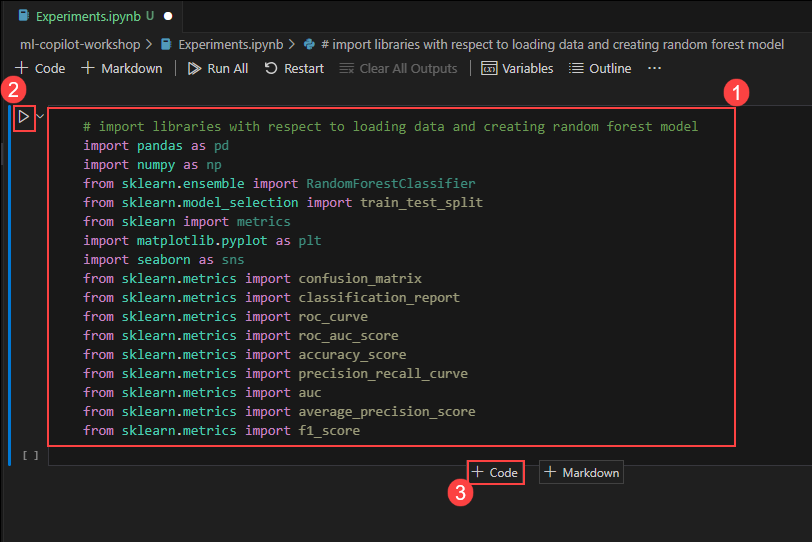 Experiments.ipynb U
ml-copilot-workshop > Experiments.ipynb > # import libraries with respect to loading data and creating random forest model
+ Code + Markdown | Run All Restart Clear All Outputs | Variables Outline ...
2
1
# import libraries with respect to loading data and creating random forest model
import pandas as pd
import numpy as np
from sklearn.ensemble import RandomForestClassifier
from sklearn.model_selection import train_test_split
from sklearn import metrics
import matplotlib.pyplot as plt
import seaborn as sns
from sklearn.metrics import confusion_matrix
from sklearn.metrics import classification_report
from sklearn.metrics import roc_curve
from sklearn.metrics import roc_auc_score
from sklearn.metrics import accuracy_score
from sklearn.metrics import precision_recall_curve
from sklearn.metrics import auc
from sklearn.metrics import average_precision_score
from sklearn.metrics import f1_score
[ ]
+ Code + Markdown
3